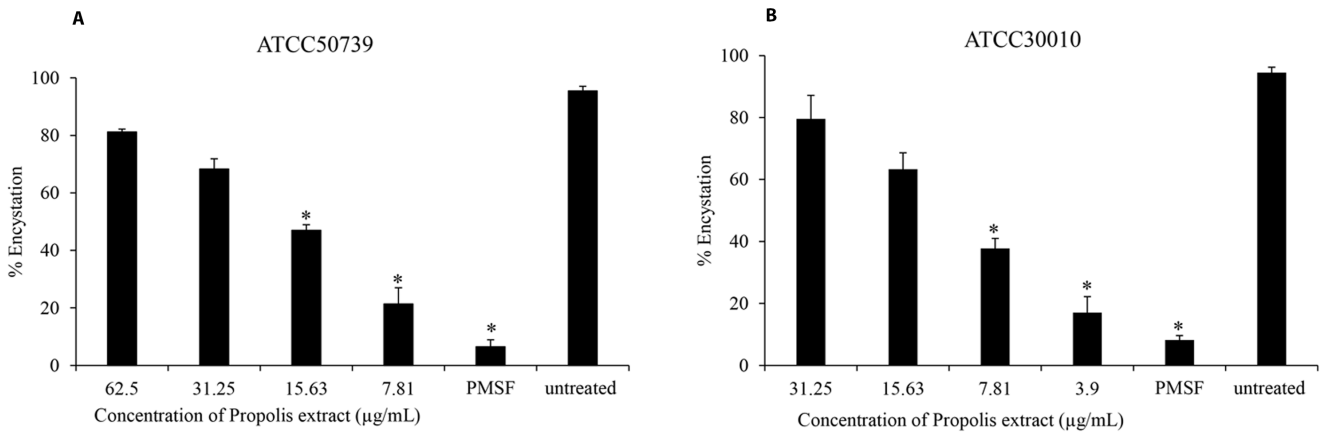 A
ATCC50739
100
80
60
40
20
0
% Encystation
*
*
*
62.5 31.25 15.63 7.81 PMSF untreated
Concentration of Propolis extract (µg/mL)
B
ATCC30010
100
80
60
40
20
0
% Encystation
*
*
*
31.25 15.63 7.81 3.9 PMSF untreated
Concentration of Propolis extract (µg/mL)